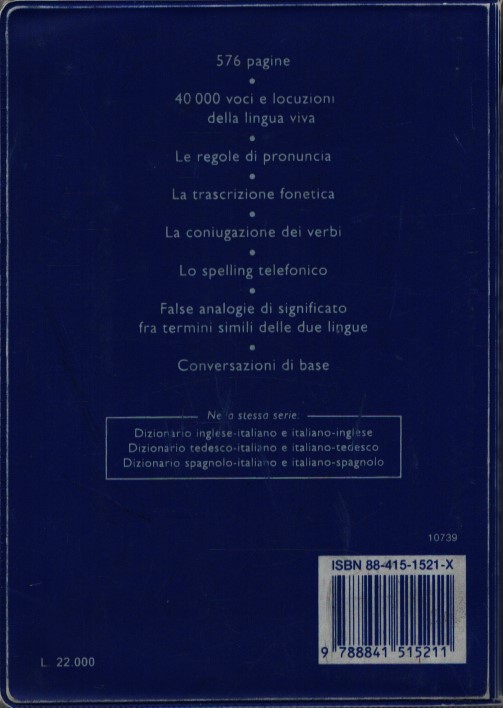 576 pagine
•
40 000 voci e locuzioni
della lingua viva
•
Le regole di pronuncia
•
La trascrizione fonetica
•
La coniugazione dei verbi
•
Lo spelling telefonico
•
False analogie di significato
fra termini simili delle due lingue
•
Conversazioni di base
Nella stessa serie:
Dizionario inglese-italiano e italiano-inglese
Dizionario tedesco-italiano e italiano-tedesco
Dizionario spagnolo-italiano e italiano-spagnolo
10739
ISBN 88-415-1521-X
9 788841 515211
L. 22.000